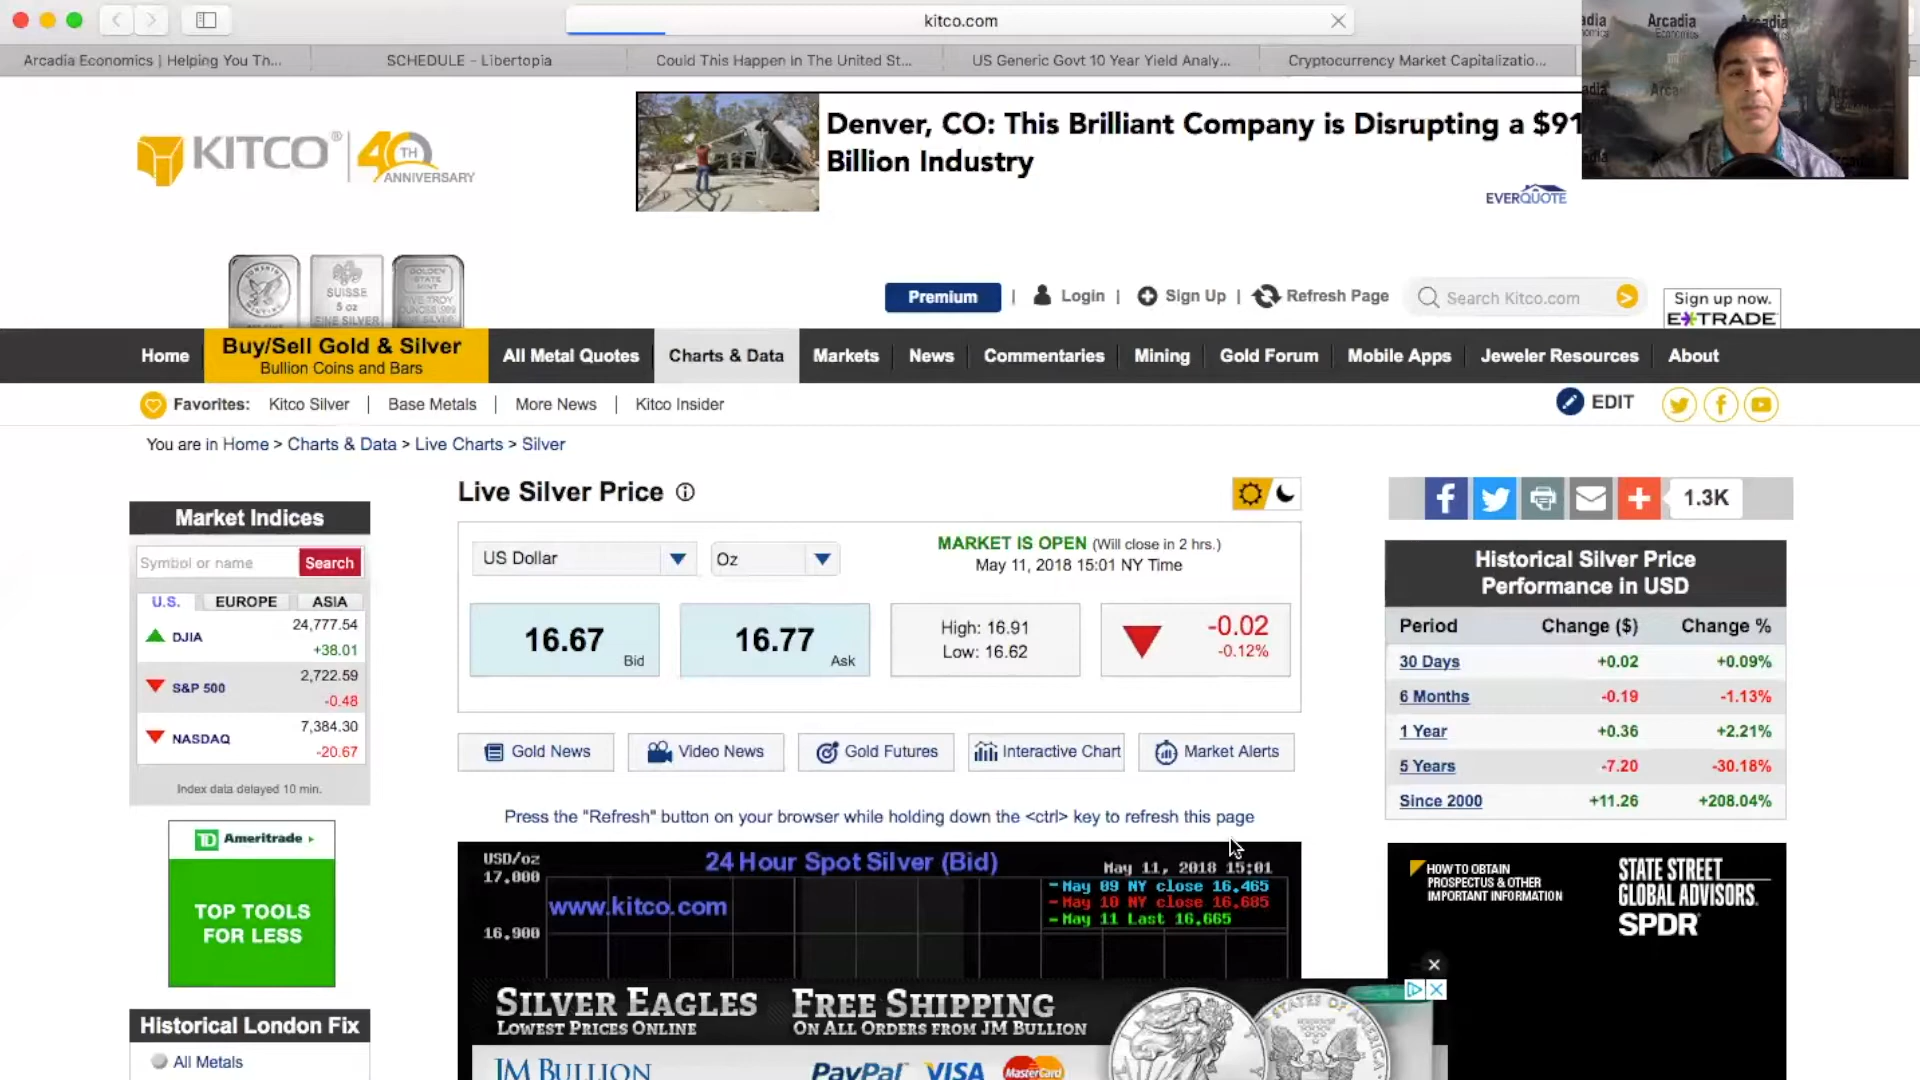 kitco.com
Arcadia Economics | Helping You Th...
SCHEDULE – Libertopia
Could This Happen In The United St...
US Generic Govt 10 Year Yield Analy...
Cryptocurrency Market Capitalizatio...
Arcadia
Economics
KITCO® | 40TH
ANNIVERSARY
Denver, CO: This Brilliant Company is Disrupting a $91
Billion Industry
EVERQUOTE
SUISSE
5 oz
FINE SILVER
GOLDEN
STATE
MINT
Premium | Login | Sign Up | Refresh Page
Search Kitco.com
Sign up now.
E*TRADE
Home
Buy/Sell Gold & Silver
Bullion Coins and Bars
All Metal Quotes
Charts & Data
Markets
News
Commentaries
Mining
Gold Forum
Mobile Apps
Jeweler Resources
About
Favorites: Kitco Silver | Base Metals | More News | Kitco Insider
EDIT
You are in Home > Charts & Data > Live Charts > Silver
Market Indices
Symbol or name
Search
U.S. EUROPE ASIA
DJIA 24,777.54
+38.01
S&P 500 2,722.59
-0.48
NASDAQ 7,384.30
-20.67
Index data delayed 10 min.
Ameritrade
TOP TOOLS
FOR LESS
Historical London Fix
All Metals
Live Silver Price
US Dollar
Oz
MARKET IS OPEN (Will close in 2 hrs.)
May 11, 2018 15:01 NY Time
16.67
Bid
16.77
Ask
High: 16.91
Low: 16.62
-0.02
-0.12%
Gold News
Video News
Gold Futures
Interactive Chart
Market Alerts
Press the "Refresh" button on your browser while holding down the <ctrl> key to refresh this page
USD/oz
24 Hour Spot Silver (Bid)
May 11, 2018 15:01
17.000
May 09 NY close 16.465
www.kitco.com
May 10 NY close 16.685
May 11 Last 16.665
16.900
SILVER EAGLES
LOWEST PRICES ONLINE
FREE SHIPPING
ON ALL ORDERS FROM JM BULLION
JM BULLION
PayPal
VISA
MasterCard
1.3K
Historical Silver Price
Performance in USD
Period Change ($) Change %
30 Days +0.02 +0.09%
6 Months -0.19 -1.13%
1 Year +0.36 +2.21%
5 Years -7.20 -30.18%
Since 2000 +11.26 +208.04%
HOW TO OBTAIN
PROSPECTUS & OTHER
IMPORTANT INFORMATION
STATE STREET
GLOBAL ADVISORS
SPDR